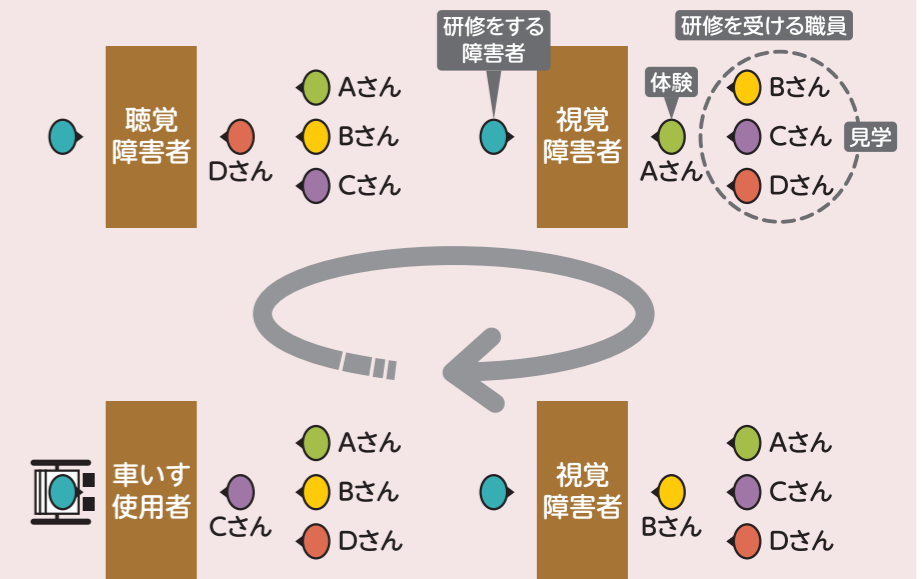 聴覚
障害者
Dさん
Aさん
Bさん
Cさん
研修をする
障害者
視覚
障害者
体験
Aさん
研修を受ける職員
Bさん
Cさん
Dさん
見学
車いす
使用者
Cさん
Aさん
Bさん
Dさん
視覚
障害者
Bさん
Aさん
Cさん
Dさん